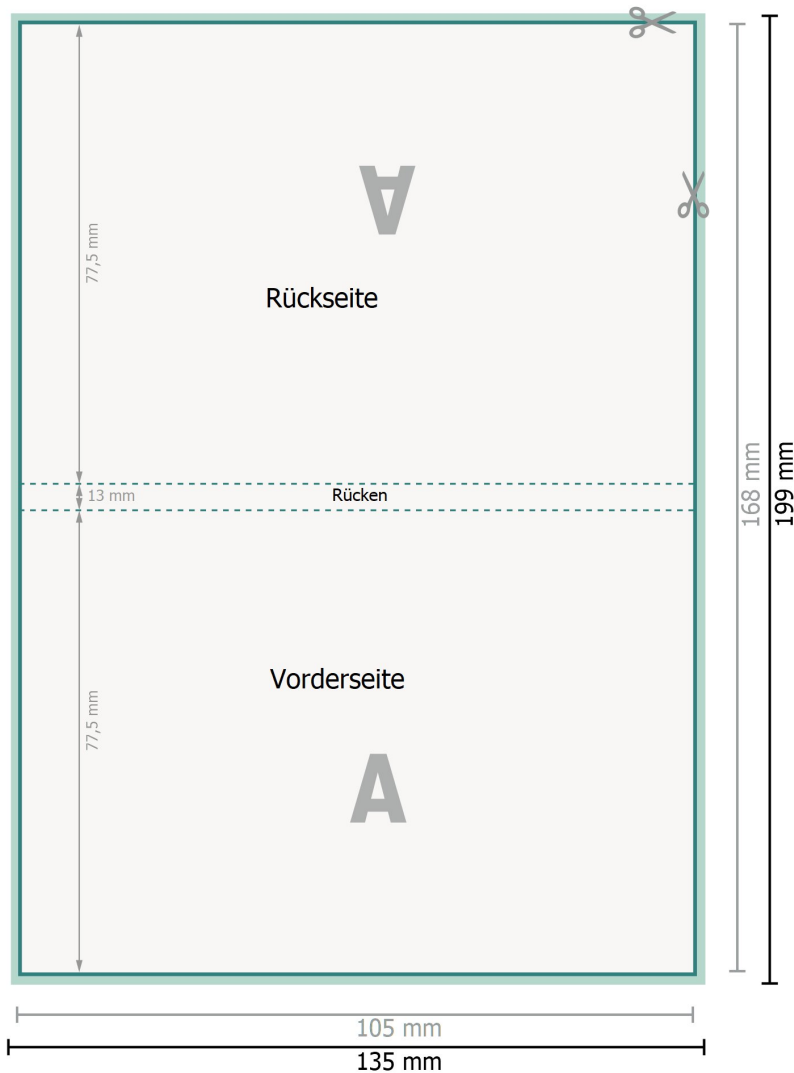 A
77,5 mm
Rückseite
13 mm
Rücken
168 mm
199 mm
Vorderseite
77,5 mm
A
105 mm
135 mm